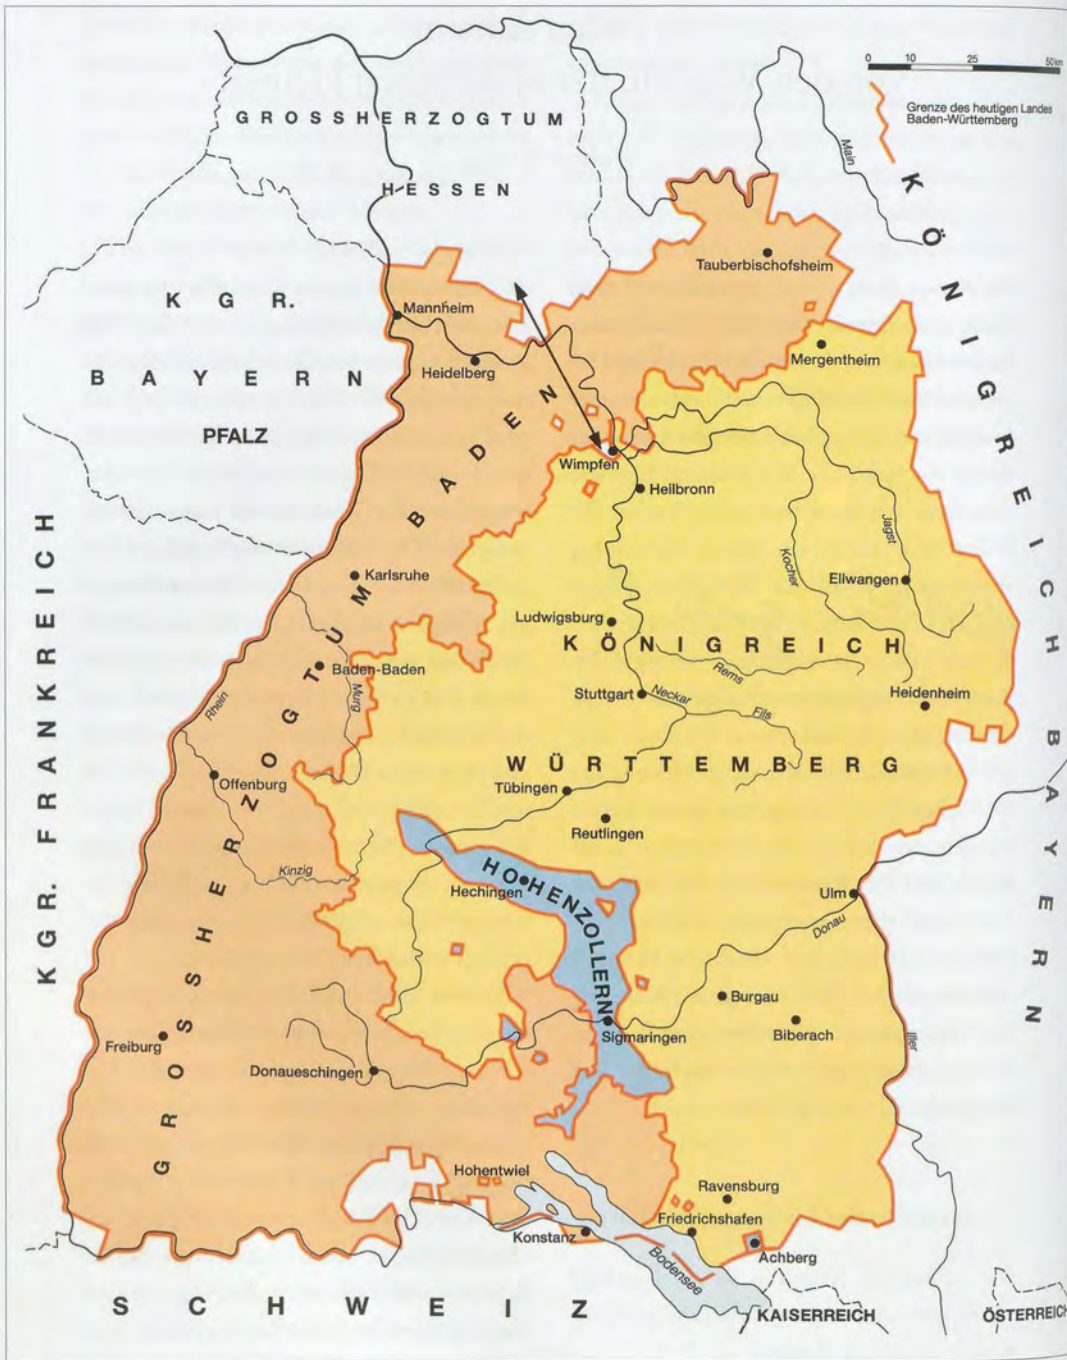 0 10 25 50 km
Grenze des heutigen Landes
Baden-Württemberg
GROSSHERZOGTUM
HESSEN
Main
KÖNIGREICH BAYERN
Tauberbischofsheim
KGR.
BAYERN
PFALZ
Mannheim
Mergentheim
Heidelberg
Wimpfen
Heilbronn
Jagst
Kocher
KGR. FRANKREICH
GROSSHERZOGTUM BADEN
Karlsruhe
Ellwangen
Ludwigsburg
KÖNIGREICH
Baden-Baden
Rems
Murg
Rhein
Stuttgart
Neckar
Fils
Heidenheim
WÜRTTEMBERG
Offenburg
Tübingen
Reutlingen
Kinzig
HOHENZOLLERN
Hechingen
Ulm
Donau
Burgau
Biberach
Sigmaringen
Iller
Freiburg
Donaueschingen
Hohentwiel
Ravensburg
Friedrichshafen
Konstanz
Bodensee
Achberg
SCHWEIZ
KAISERREICH
ÖSTERREICH